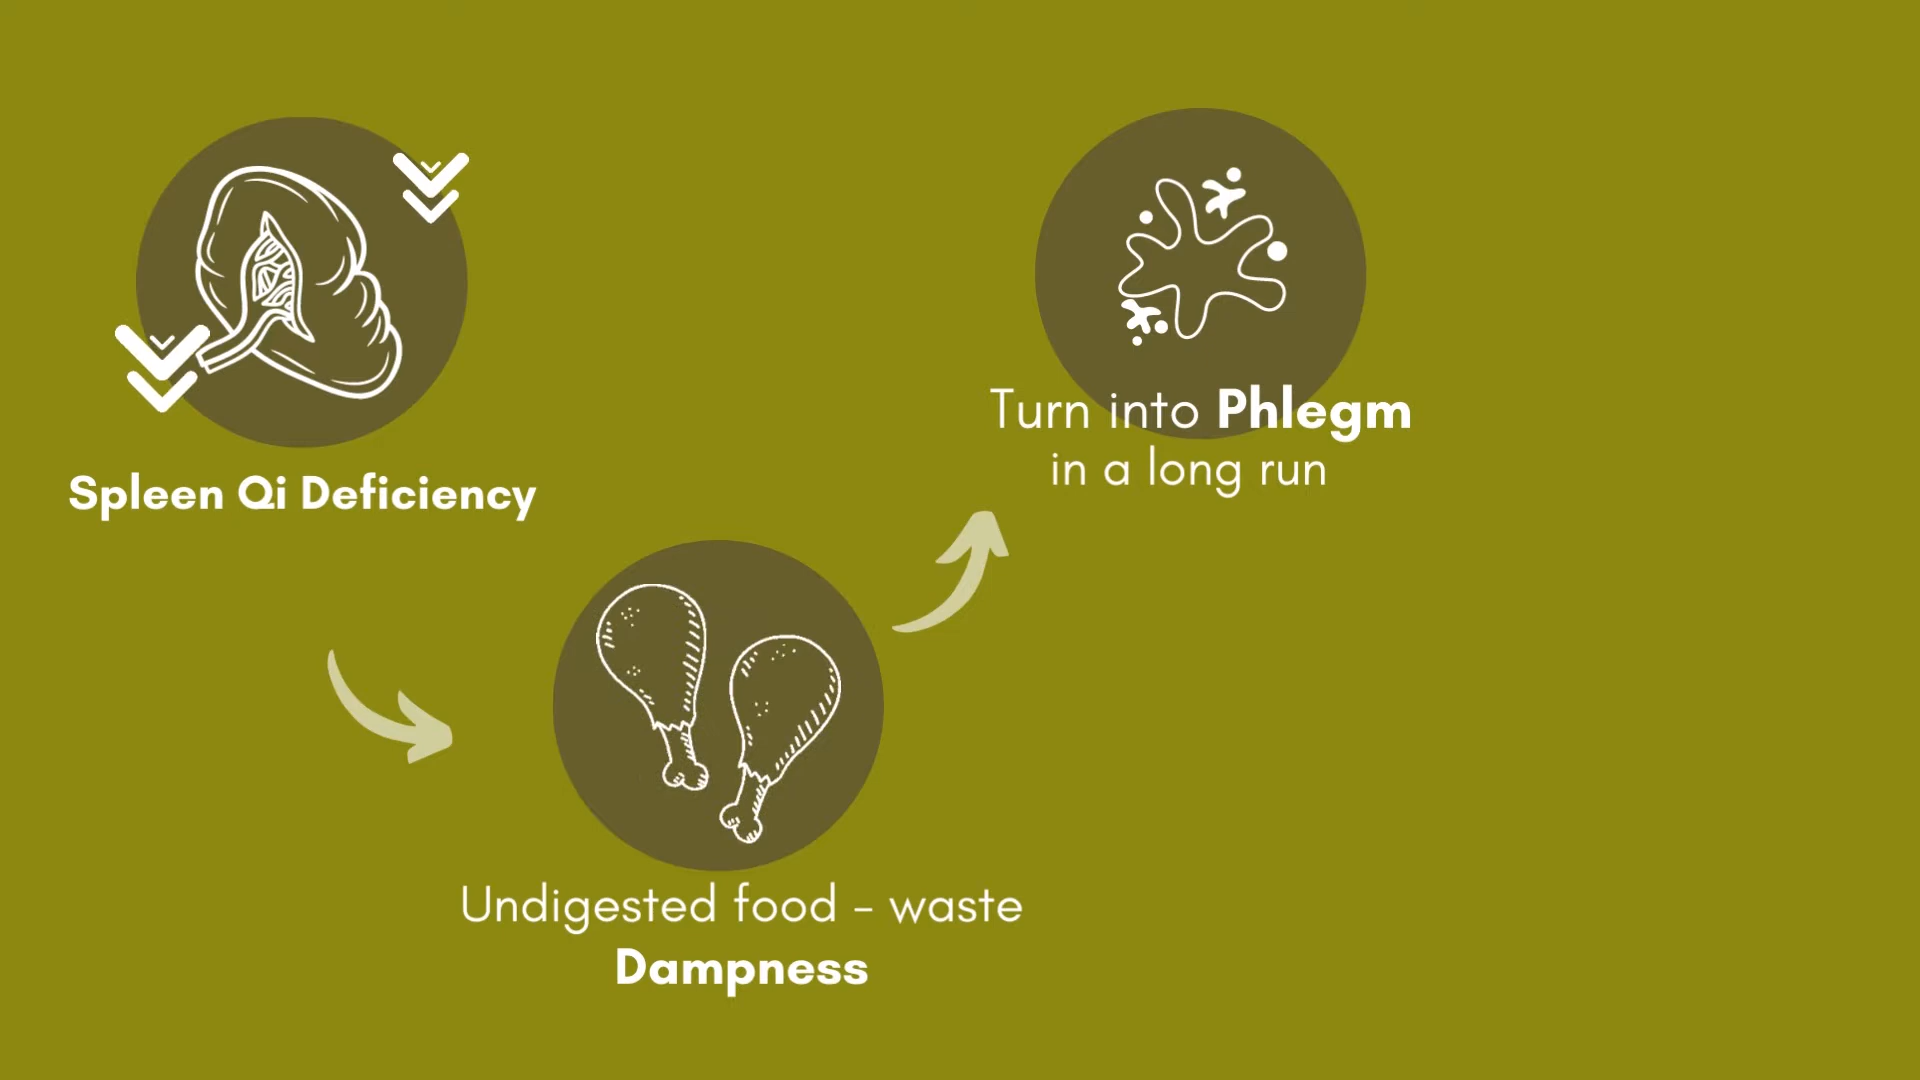 Spleen Qi Deficiency
Undigested food - waste
Dampness
Turn into Phlegm
in a long run